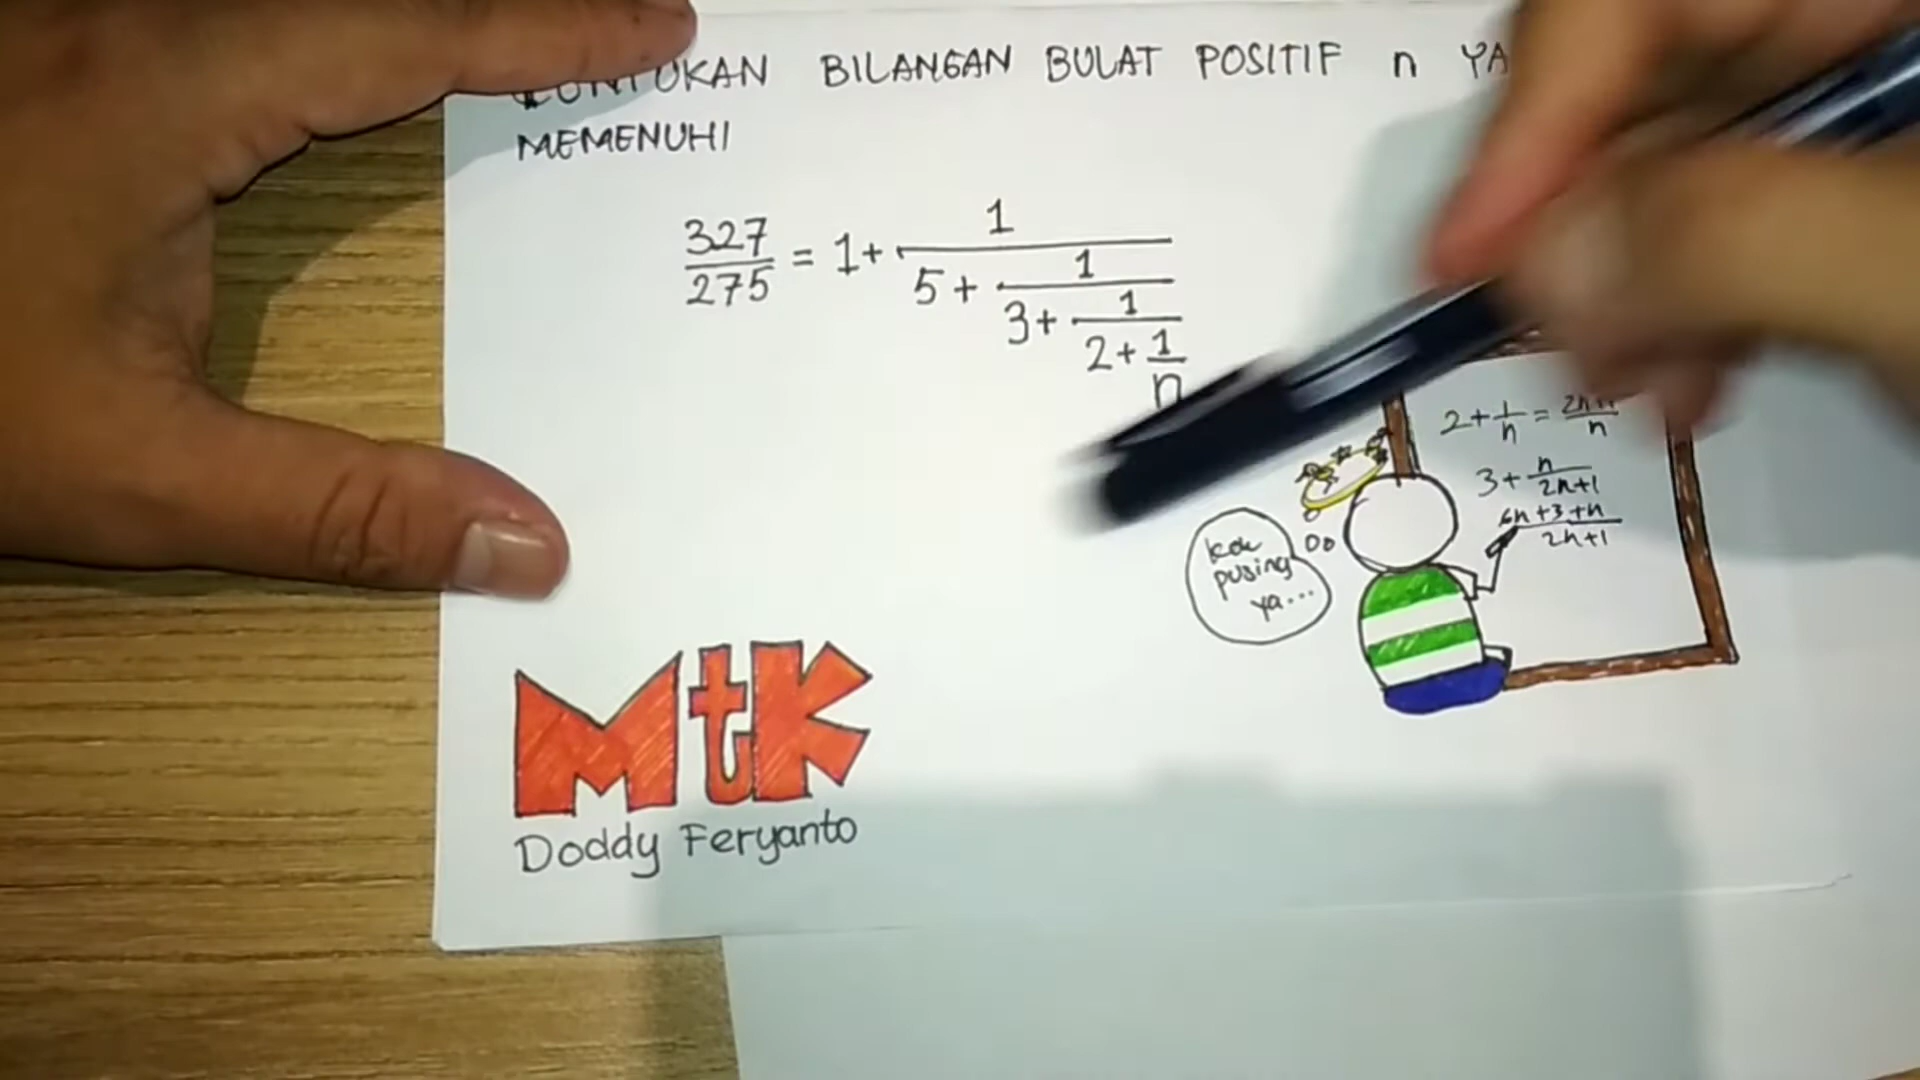 BILANGAN BULAT POSITIF n
MEMENUHI
327/275 = 1 + 1/(5 + 1/(3 + 1/(2 + 1/n)))
2 + 1/n = 2n+1/n
3 + n/2n+1
6n+3+n/2n+1
kok
pusing
ya...
MtK
Doddy Feryanto